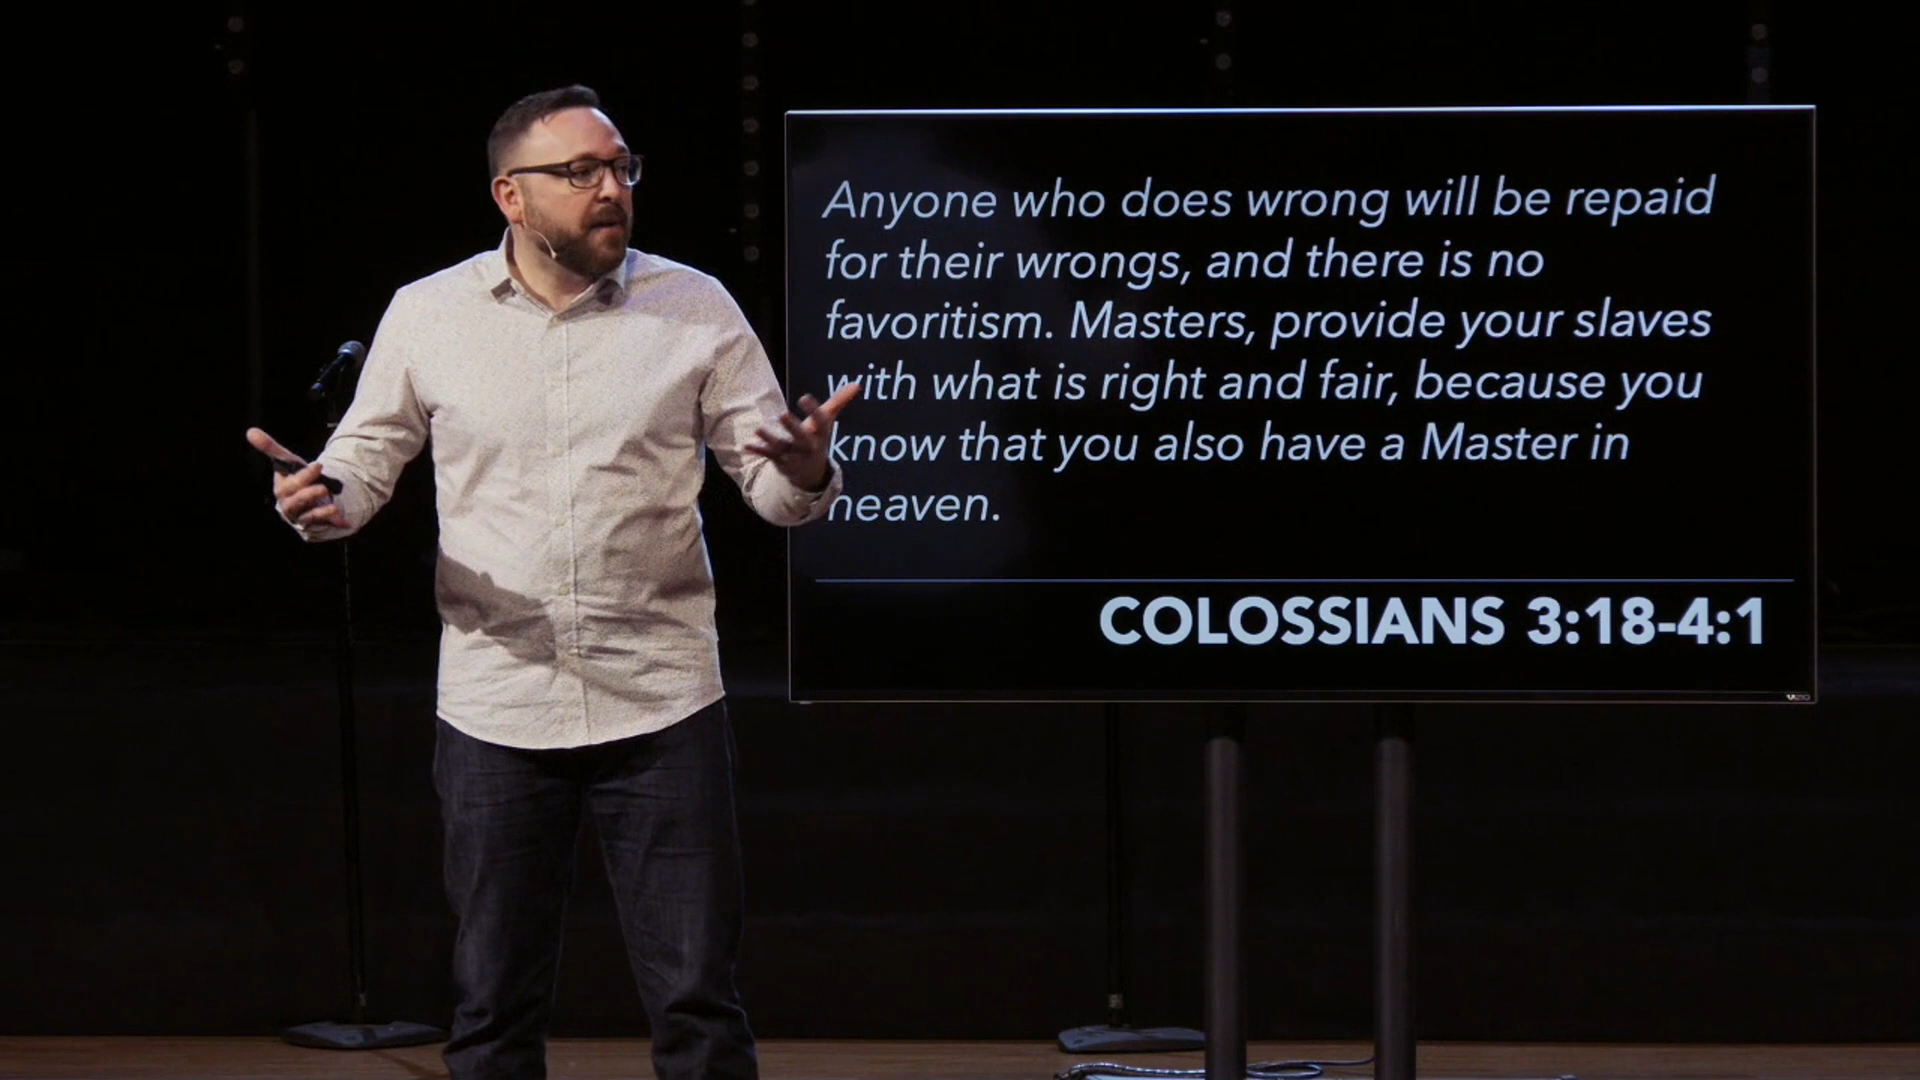 Anyone who does wrong will be repaid
for their wrongs, and there is no
favoritism. Masters, provide your slaves
with what is right and fair, because you
know that you also have a Master in
heaven.
COLOSSIANS 3:18-4:1
VIZIO